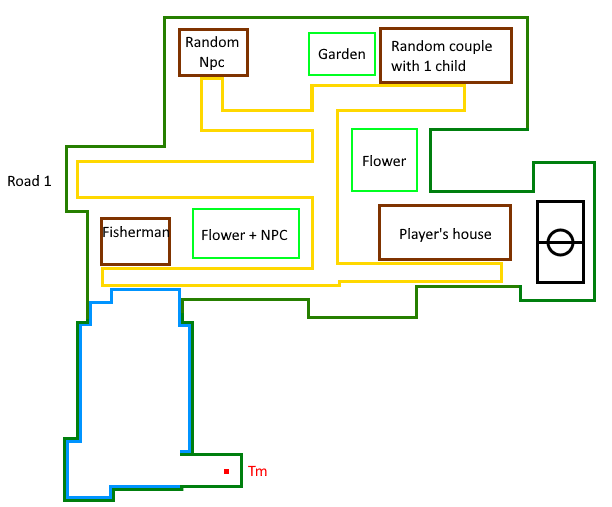 Random
Npc
Garden
Random couple
with 1 child
Flower
Road 1
Fisherman
Flower + NPC
Player's house
Tm